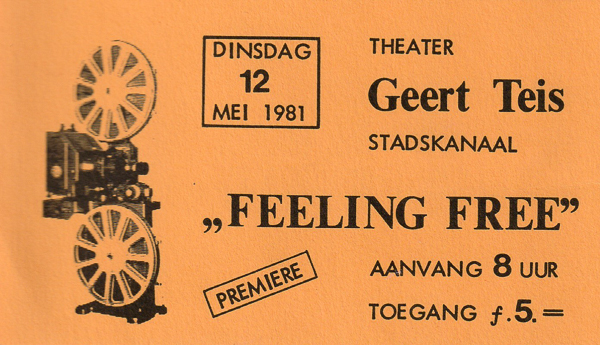 DINSDAG
12
MEI 1981
THEATER
Geert Teis
STADSKANAAL
„FEELING FREE”
PREMIERE
AANVANG 8 UUR
TOEGANG ƒ.5.=